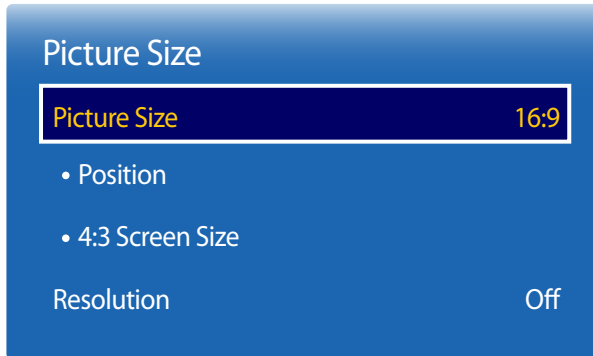 Picture Size
Picture Size 16:9
• Position
• 4:3 Screen Size
Resolution Off